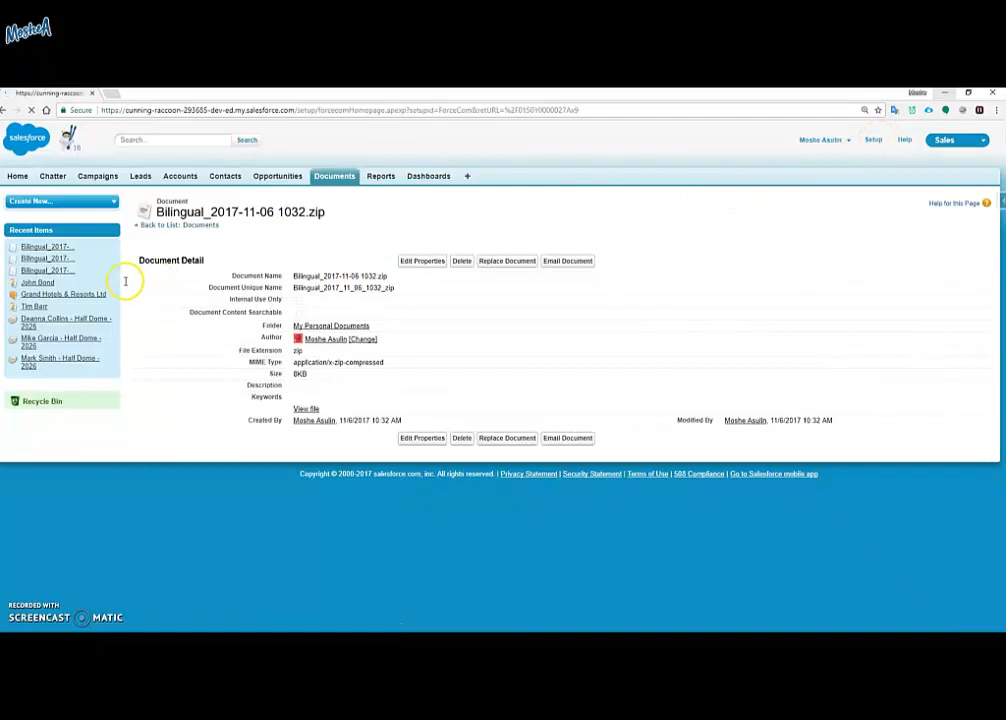 MosheA
https://cunning-raccoon-
Secure
https://cunning-raccoon-293655-dev-ed.my.salesforce.com/setup/forcecomHomepage.apexp?setupid=ForceCom&retURL=%2F0150Y0000027Ax9
salesforce
18
Search...
Search
Moshe Asulin
Setup
Help
Sales
Home
Chatter
Campaigns
Leads
Accounts
Contacts
Opportunities
Documents
Reports
Dashboards
+
Create New...
Recent Items
Bilingual_2017-...
Bilingual_2017-...
Bilingual_2017-...
John Bond
Grand Hotels & Resorts Ltd
Tim Barr
Deanna Collins - Half Dome -
2026
Mike Garcia - Half Dome -
2026
Mark Smith - Half Dome -
2026
Recycle Bin
Document
Bilingual_2017-11-06 1032.zip
« Back to List: Documents
Help for this Page
Document Detail
Edit Properties
Delete
Replace Document
Email Document
Document Name Bilingual_2017-11-06 1032.zip
Document Unique Name Bilingual_2017_11_06_1032_zip
Internal Use Only
Document Content Searchable
Folder My Personal Documents
Author Moshe Asulin [Change]
File Extension zip
MIME Type application/x-zip-compressed
Size 8KB
Description
Keywords
View file
Created By Moshe Asulin, 11/6/2017 10:32 AM
Modified By Moshe Asulin, 11/6/2017 10:32 AM
Edit Properties
Delete
Replace Document
Email Document
Copyright © 2000-2017 salesforce.com, inc. All rights reserved. | Privacy Statement | Security Statement | Terms of Use | 508 Compliance | Go to Salesforce mobile app
RECORDED WITH
SCREENCAST MATIC